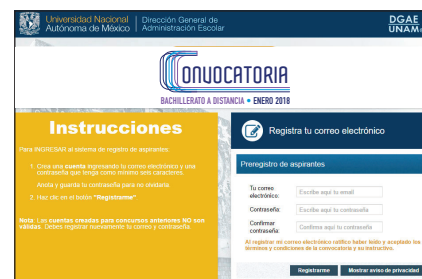 Universidad Nacional Dirección General de DGAE
Autónoma de México Administración Escolar UNAM
CONVOCATORIA
BACHILLERATO A DISTANCIA • ENERO 2018
Instrucciones
Para INGRESAR al sistema de registro de aspirantes:
1. Crea una cuenta ingresando tu correo electrónico y una
contraseña que tenga como mínimo seis caracteres.
Anota y guarda tu contraseña para no olvidarla.
2. Haz clic en el botón "Registrarme".
Nota: Las cuentas creadas para concursos anteriores NO son
válidas. Debes registrar nuevamente tu correo y contraseña.
Registra tu correo electrónico
Preregistro de aspirantes
Tu correo
electrónico: Escribe aquí tu email
Contraseña: Escribe aquí tu contraseña
Confirmar
contraseña: Confirma aquí tu contraseña
Al registrar mi correo electrónico ratifico haber leído y aceptado los
términos y condiciones de la convocatoria y su instructivo.
Registrarme Mostrar aviso de privacidad